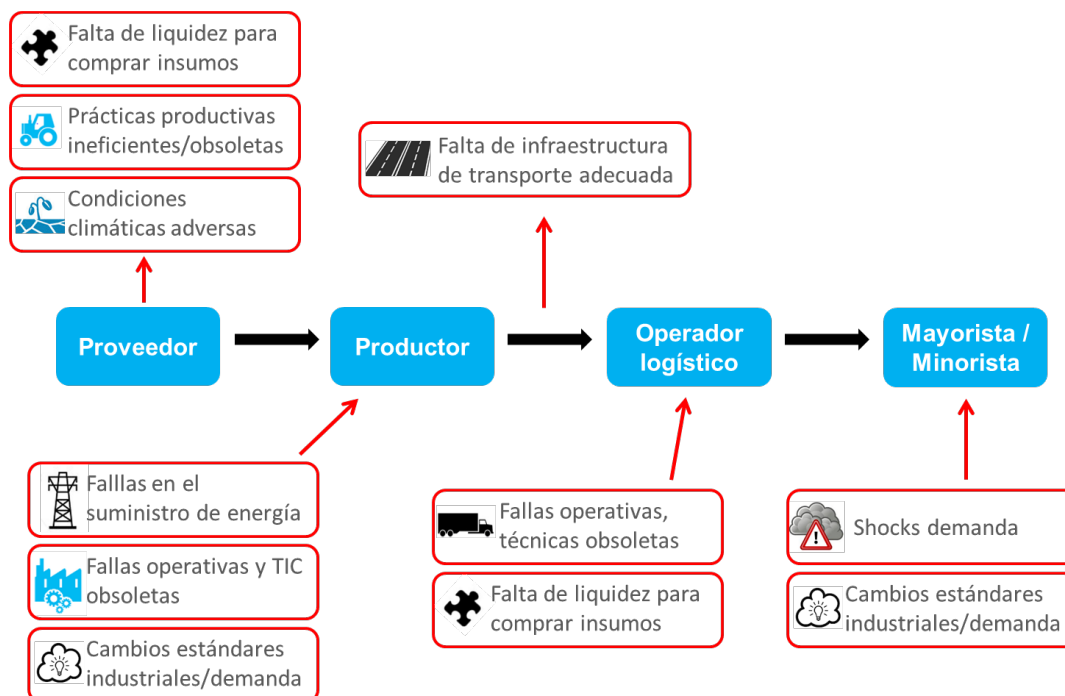 Falta de liquidez para
comprar insumos
Prácticas productivas
ineficientes/obsoletas
Condiciones
climáticas adversas
Falta de infraestructura
de transporte adecuada
Proveedor
Productor
Operador
logístico
Mayorista /
Minorista
Falllas en el
suministro de energía
Fallas operativas y TIC
obsoletas
Cambios estándares
industriales/demanda
Fallas operativas,
técnicas obsoletas
Falta de liquidez para
comprar insumos
Shocks demanda
Cambios estándares
industriales/demanda